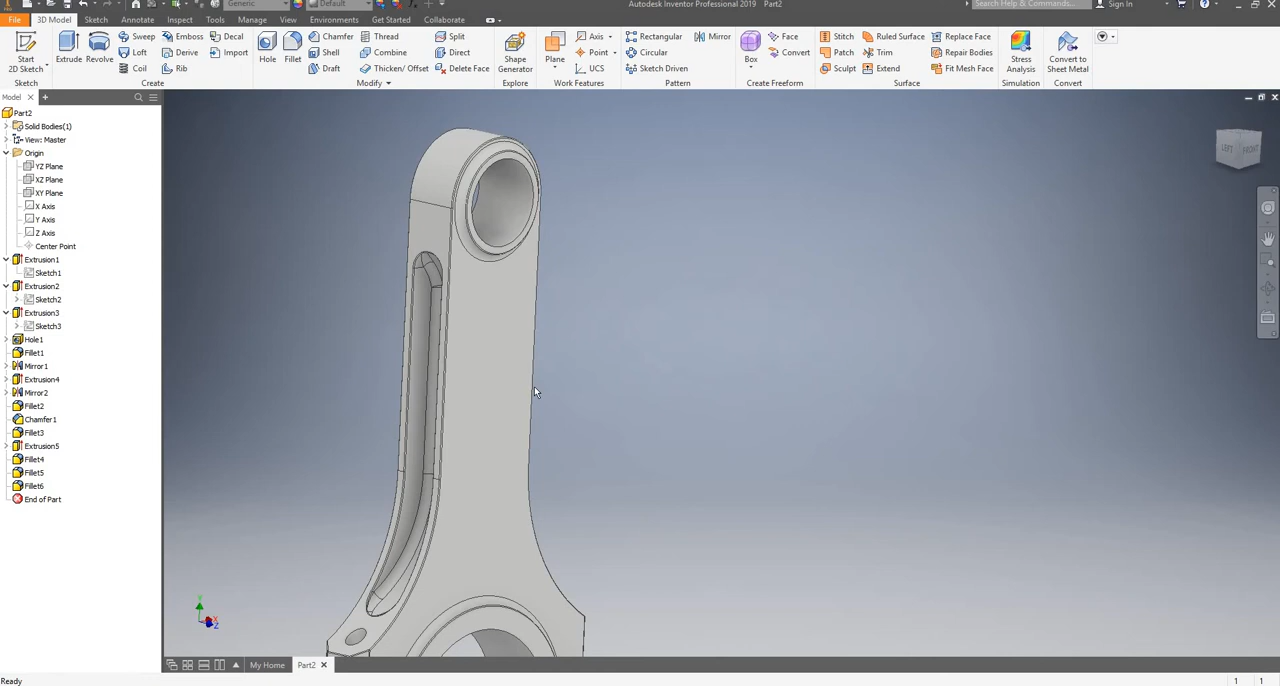 Generic
Default
Autodesk Inventor Professional 2019 Part2
Search Help & Commands...
Sign In
File
3D Model
Sketch
Annotate
Inspect
Tools
Manage
View
Environments
Get Started
Collaborate
Start
2D Sketch
Sketch
Extrude
Revolve
Sweep
Emboss
Decal
Loft
Derive
Import
Coil
Rib
Create
Hole
Fillet
Chamfer
Thread
Split
Shell
Combine
Direct
Draft
Thicken/ Offset
Delete Face
Modify
Shape
Generator
Explore
Plane
Axis
Point
UCS
Work Features
Rectangular
Mirror
Circular
Sketch Driven
Pattern
Box
Face
Convert
Create Freeform
Stitch
Ruled Surface
Replace Face
Patch
Trim
Repair Bodies
Sculpt
Extend
Fit Mesh Face
Surface
Stress
Analysis
Simulation
Convert to
Sheet Metal
Convert
Model
Part2
Solid Bodies(1)
View: Master
Origin
YZ Plane
XZ Plane
XY Plane
X Axis
Y Axis
Z Axis
Center Point
Extrusion1
Sketch1
Extrusion2
Sketch2
Extrusion3
Sketch3
Hole1
Fillet1
Mirror1
Extrusion4
Mirror2
Fillet2
Chamfer1
Fillet3
Extrusion5
Fillet4
Fillet5
Fillet6
End of Part
LEFT
FRONT
X
Z
My Home
Part2
Ready
1 1